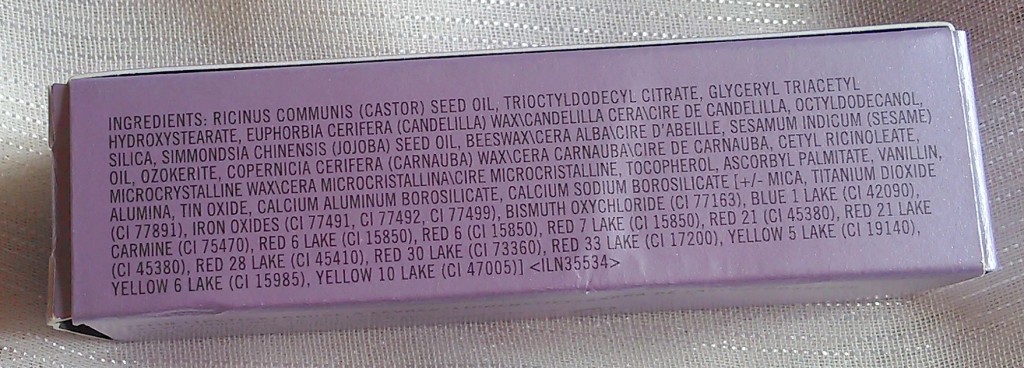 INGREDIENTS: RICINUS COMMUNIS (CASTOR) SEED OIL, TRIOCTYLDODECYL CITRATE, GLYCERYL TRIACETYL
HYDROXYSTEARATE, EUPHORBIA CERIFERA (CANDELILLA) WAX\CANDELILLA CERA\CIRE DE CANDELILLA, OCTYLDODECANOL,
SILICA, SIMMONDSIA CHINENSIS (JOJOBA) SEED OIL, BEESWAX\CERA ALBA\CIRE D'ABEILLE, SESAMUM INDICUM (SESAME)
OIL, OZOKERITE, COPERNICIA CERIFERA (CARNAUBA) WAX\CERA CARNAUBA\CIRE DE CARNAUBA, CETYL RICINOLEATE,
MICROCRYSTALLINE WAX\CERA MICROCRISTALLINA\CIRE MICROCRISTALLINE, TOCOPHEROL, ASCORBYL PALMITATE, VANILLIN,
ALUMINA, TIN OXIDE, CALCIUM ALUMINUM BOROSILICATE, CALCIUM SODIUM BOROSILICATE [+/- MICA, TITANIUM DIOXIDE
(CI 77891), IRON OXIDES (CI 77491, CI 77492, CI 77499), BISMUTH OXYCHLORIDE (CI 77163), BLUE 1 LAKE (CI 42090),
CARMINE (CI 75470), RED 6 LAKE (CI 15850), RED 6 (CI 15850), RED 7 LAKE (CI 15850), RED 21 (CI 45380), RED 21 LAKE
(CI 45380), RED 28 LAKE (CI 45410), RED 30 LAKE (CI 73360), RED 33 LAKE (CI 17200), YELLOW 5 LAKE (CI 19140),
YELLOW 6 LAKE (CI 15985), YELLOW 10 LAKE (CI 47005)] <ILN35534>